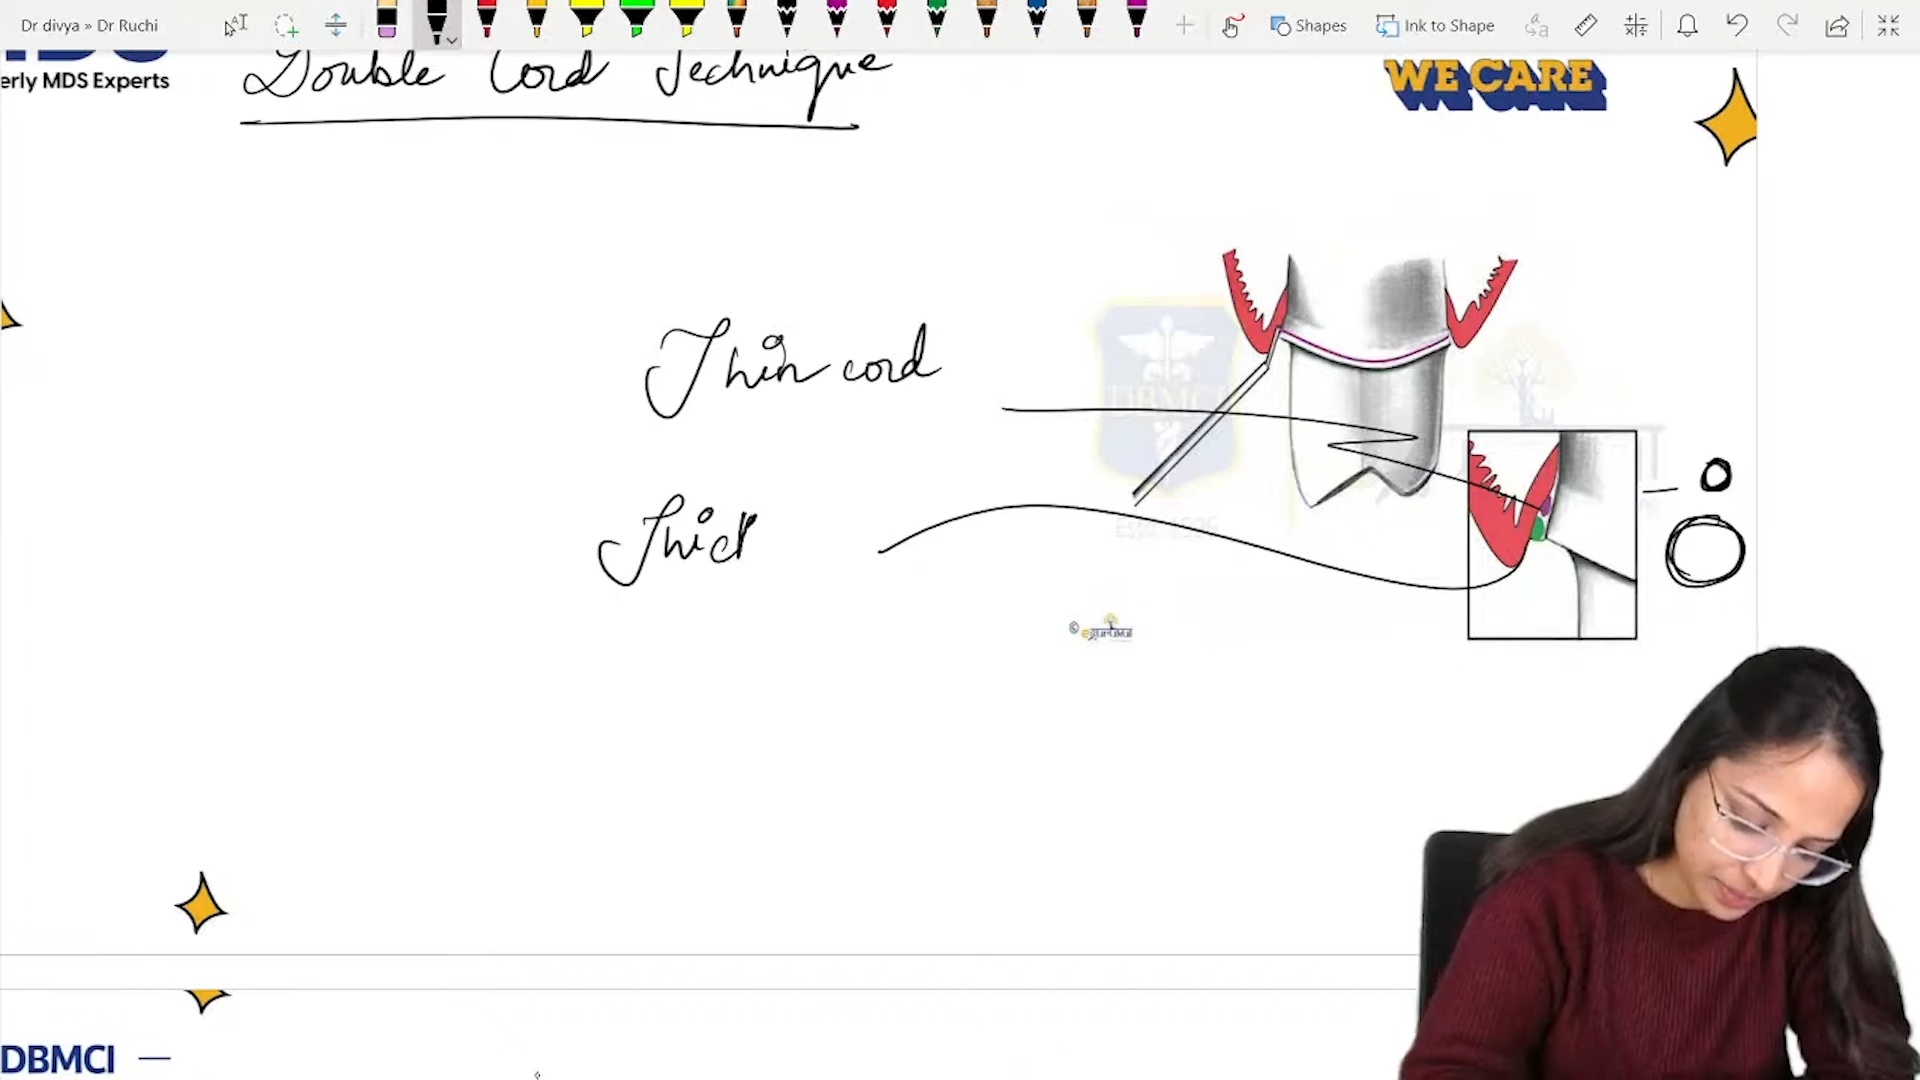 Dr divya » Dr Ruchi
Shapes
Ink to Shape
erly MDS Experts
Double Cord Technique
WE CARE
Thin cord
DBMCI
Thick
DBMCI